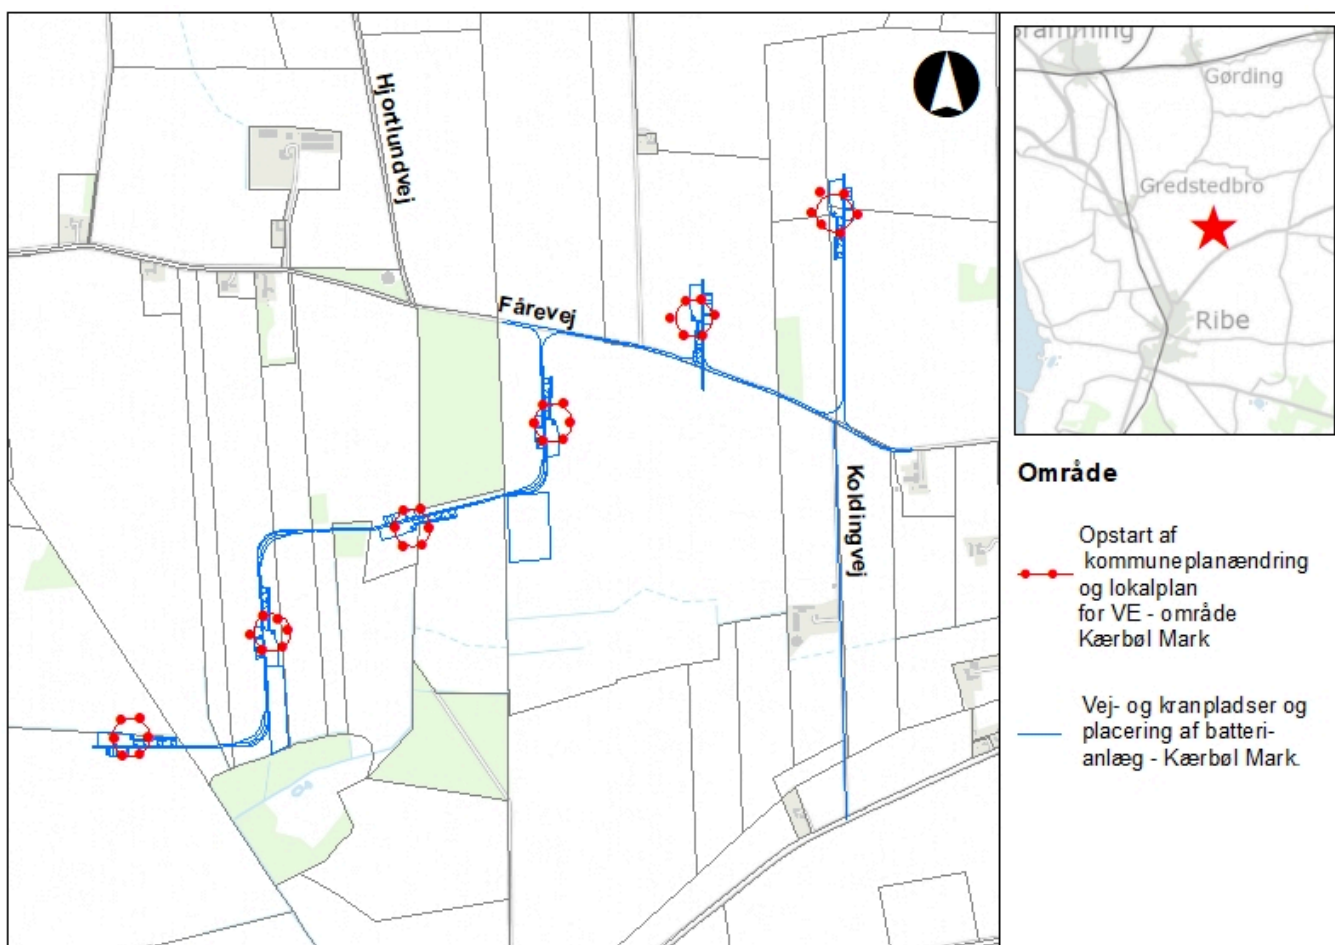 Hjortlundvej
Fårevej
Koldingvej
Bramming
Gørding
Gredstedbro
Ribe
Område
Opstart af
kommuneplanændring
og lokalplan
for VE - område
Kærbøl Mark
Vej- og kranpladser og
placering af batteri-
anlæg - Kærbøl Mark.